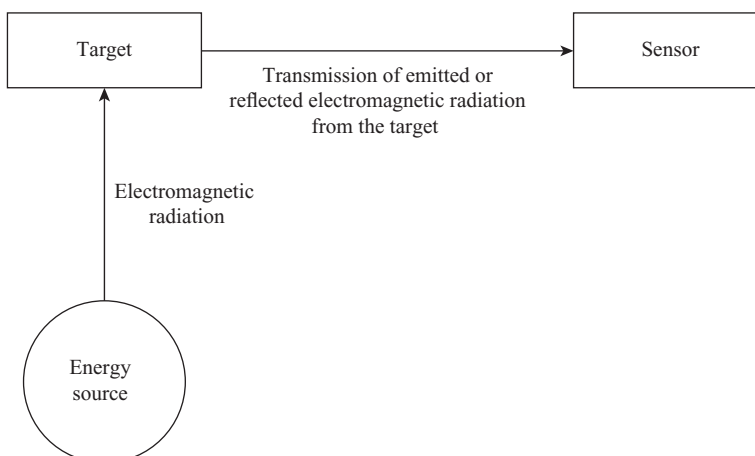 Target
Sensor
Transmission of emitted or
reflected electromagnetic radiation
from the target
Electromagnetic
radiation
Energy
source